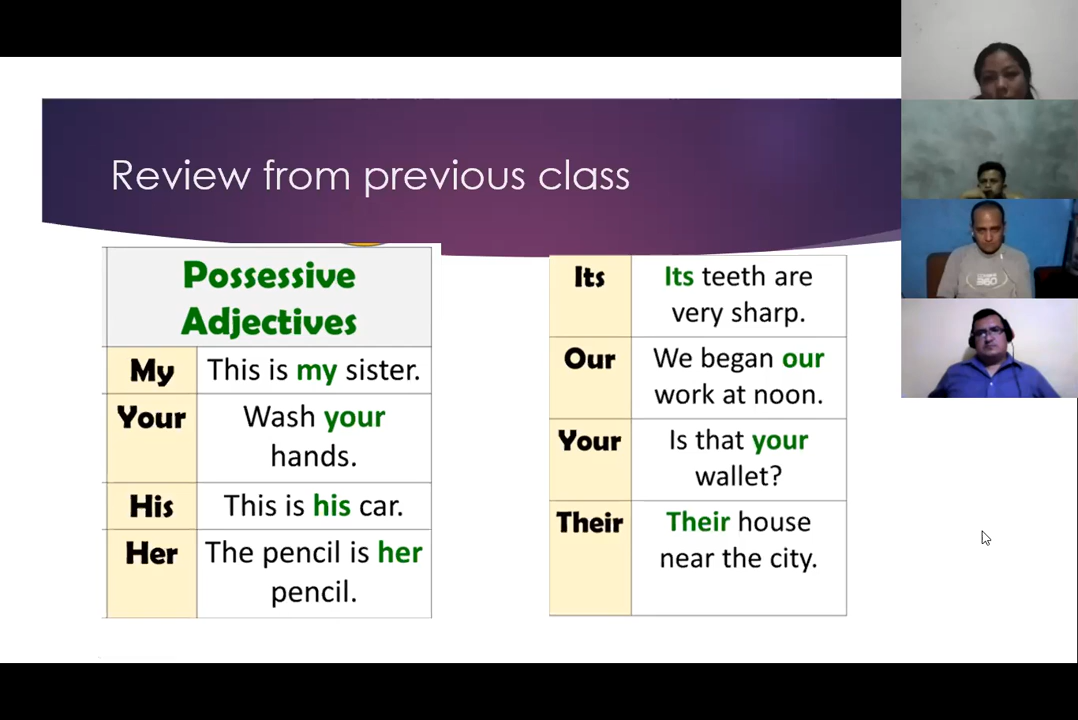 Review from previous class
Possessive
Adjectives
My This is my sister.
Your Wash your
hands.
His This is his car.
Her The pencil is her
pencil.
Its Its teeth are
very sharp.
Our We began our
work at noon.
Your Is that your
wallet?
Their Their house
near the city.
360